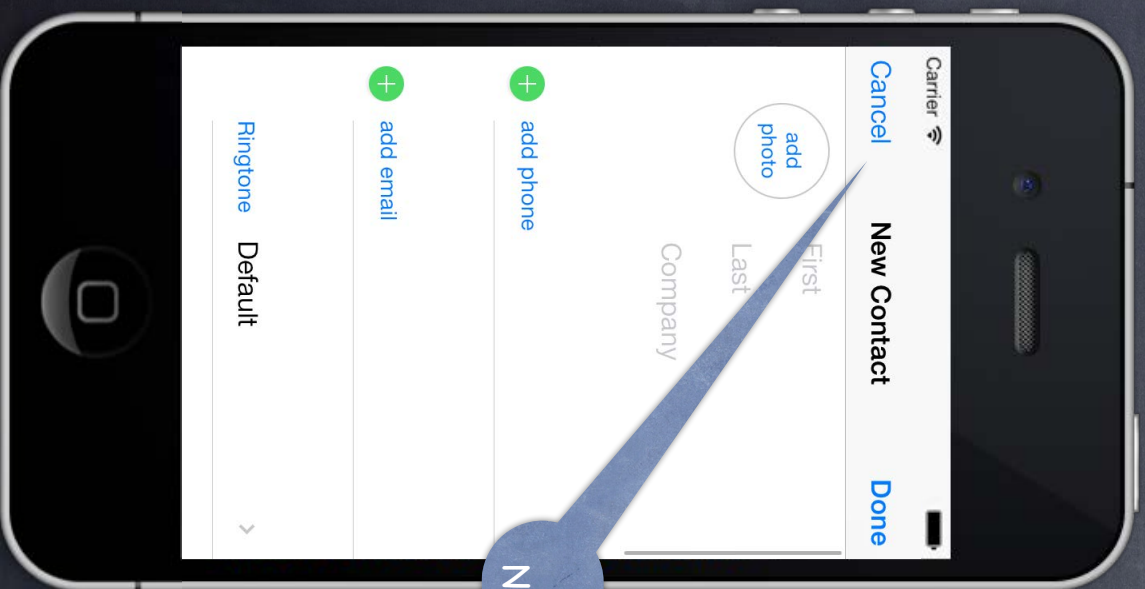 Carrier
Cancel New Contact Done
add
photo
First
Last
Company
add phone
add email
Ringtone Default
N